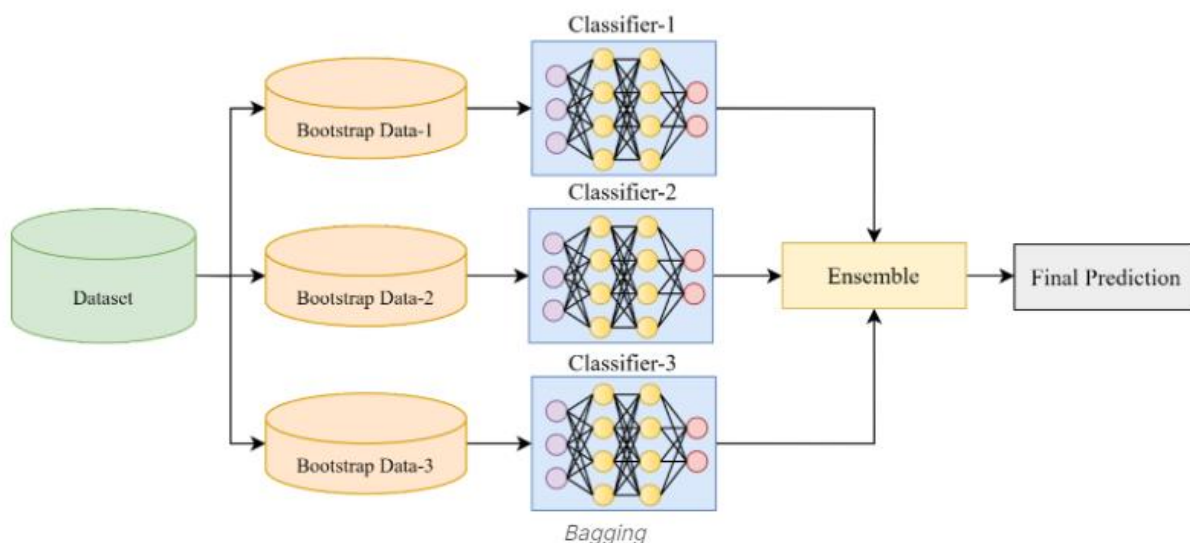 Classifier-1
Bootstrap Data-1
Classifier-2
Dataset
Bootstrap Data-2
Ensemble
Final Prediction
Classifier-3
Bootstrap Data-3
Bagging